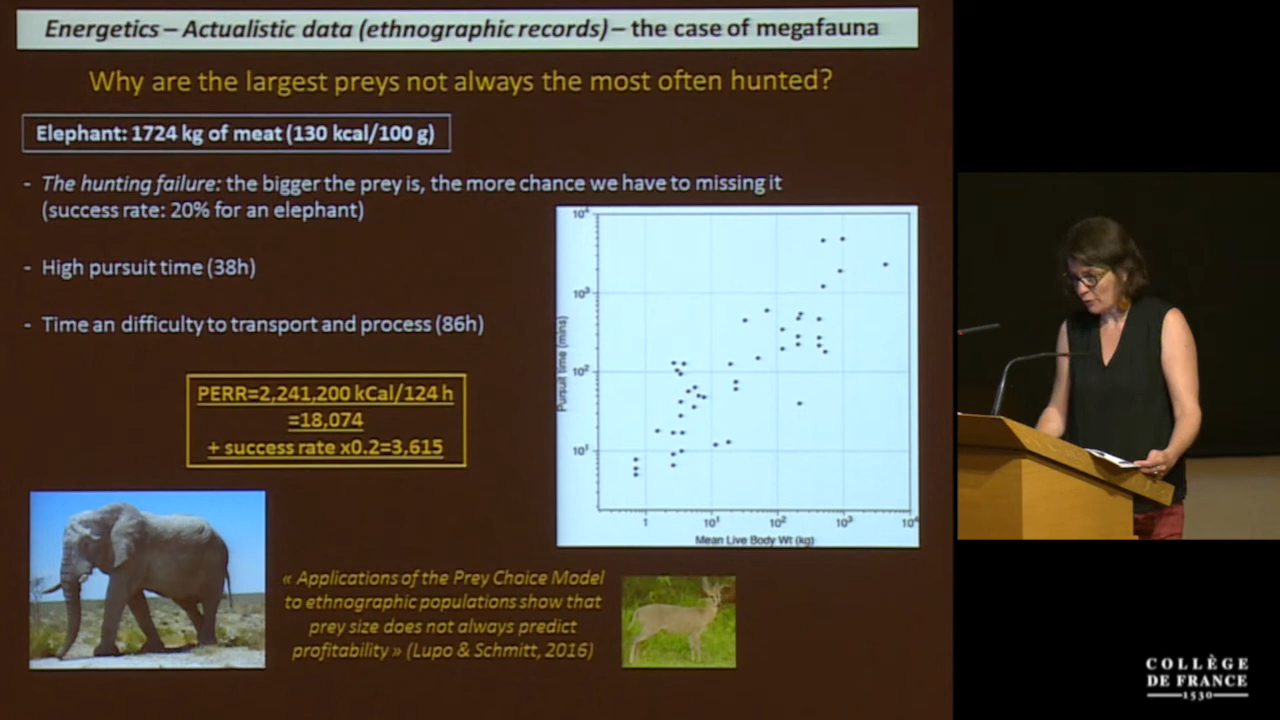 Energetics – Actualistic data (ethnographic records) – the case of megafauna
Why are the largest preys not always the most often hunted?
Elephant: 1724 kg of meat (130 kcal/100 g)
- The hunting failure: the bigger the prey is, the more chance we have to missing it
(success rate: 20% for an elephant)
- High pursuit time (38h)
- Time an difficulty to transport and process (86h)
PERR=2,241,200 kCal/124 h
=18,074
+ success rate x0.2=3,615
10⁴
10³
10²
10¹
Pursuit time (mins)
1 10¹ 10² 10³ 10⁴
Mean Live Body Wt (kg)
« Applications of the Prey Choice Model
to ethnographic populations show that
prey size does not always predict
profitability » (Lupo & Schmitt, 2016)
COLLÈGE
DE FRANCE
1530